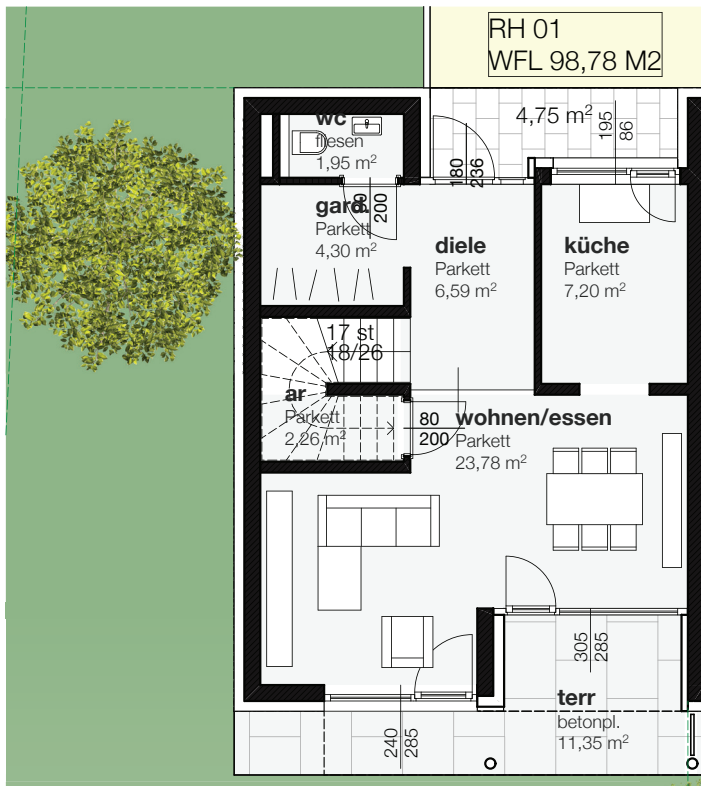 RH 01
WFL 98,78 M2
4,75 m²
195
86
wc
fliesen
1,95 m²
180
236
200
gard.
Parkett
4,30 m²
diele
Parkett
6,59 m²
küche
Parkett
7,20 m²
17 st
18/26
ar
Parkett
2,26 m²
80
200
wohnen/essen
Parkett
23,78 m²
305
285
terr
betonpl.
11,35 m²
240
285